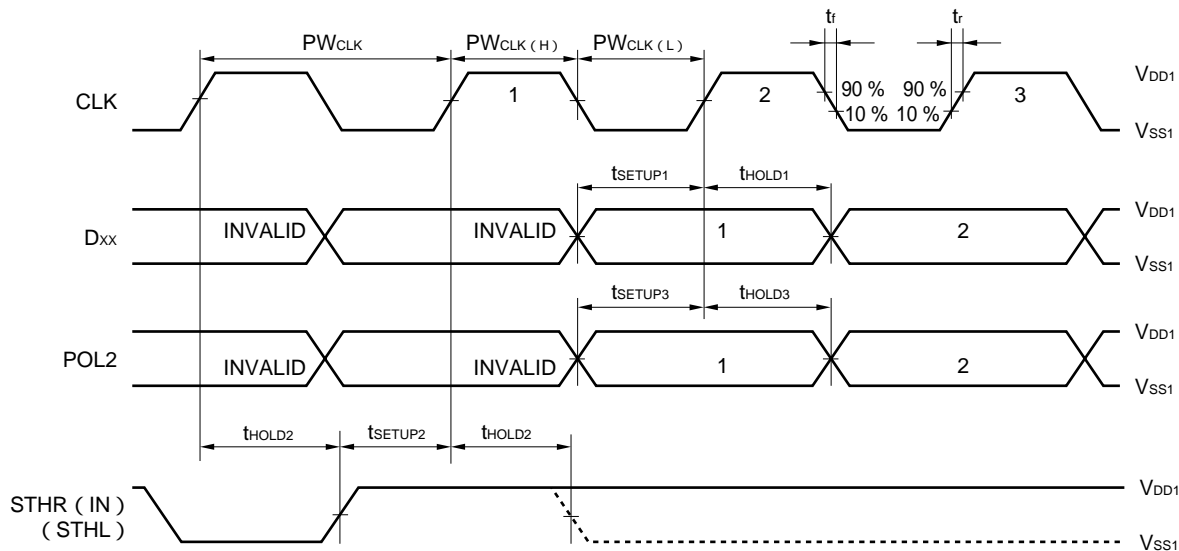 PWCLK PWCLK ( H ) PWCLK ( L ) tf tr
CLK 1 2 90 % 90 % 3 VDD1
10 % 10 % VSS1
tSETUP1 tHOLD1
DXX INVALID INVALID 1 2 VDD1
VSS1
tSETUP3 tHOLD3
POL2 INVALID INVALID 1 2 VDD1
VSS1
tHOLD2 tSETUP2 tHOLD2
STHR ( IN ) VDD1
( STHL ) VSS1